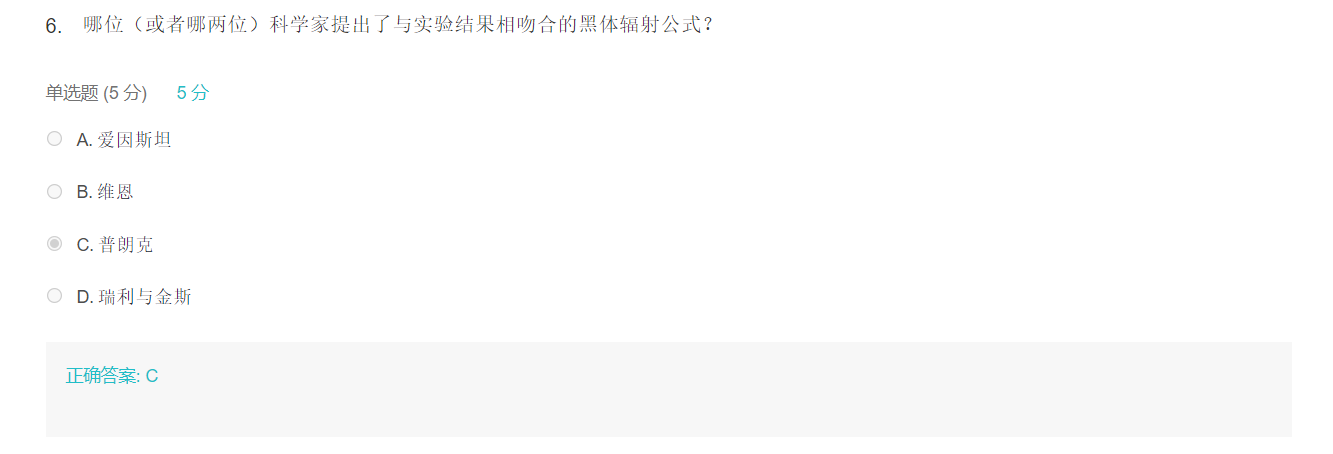 6. 哪位（或者哪两位）科学家提出了与实验结果相吻合的黑体辐射公式？
单选题 (5 分) 5 分
A. 爱因斯坦
B. 维恩
C. 普朗克
D. 瑞利与金斯
正确答案: C